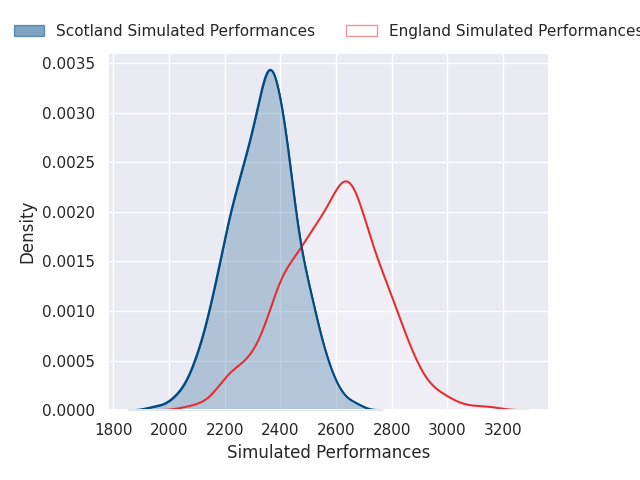 Scotland Simulated Performances England Simulated Performances
0.0035
0.0030
0.0025
0.0020
0.0015
0.0010
0.0005
0.0000
Density
1800 2000 2200 2400 2600 2800 3000 3200
Simulated Performances